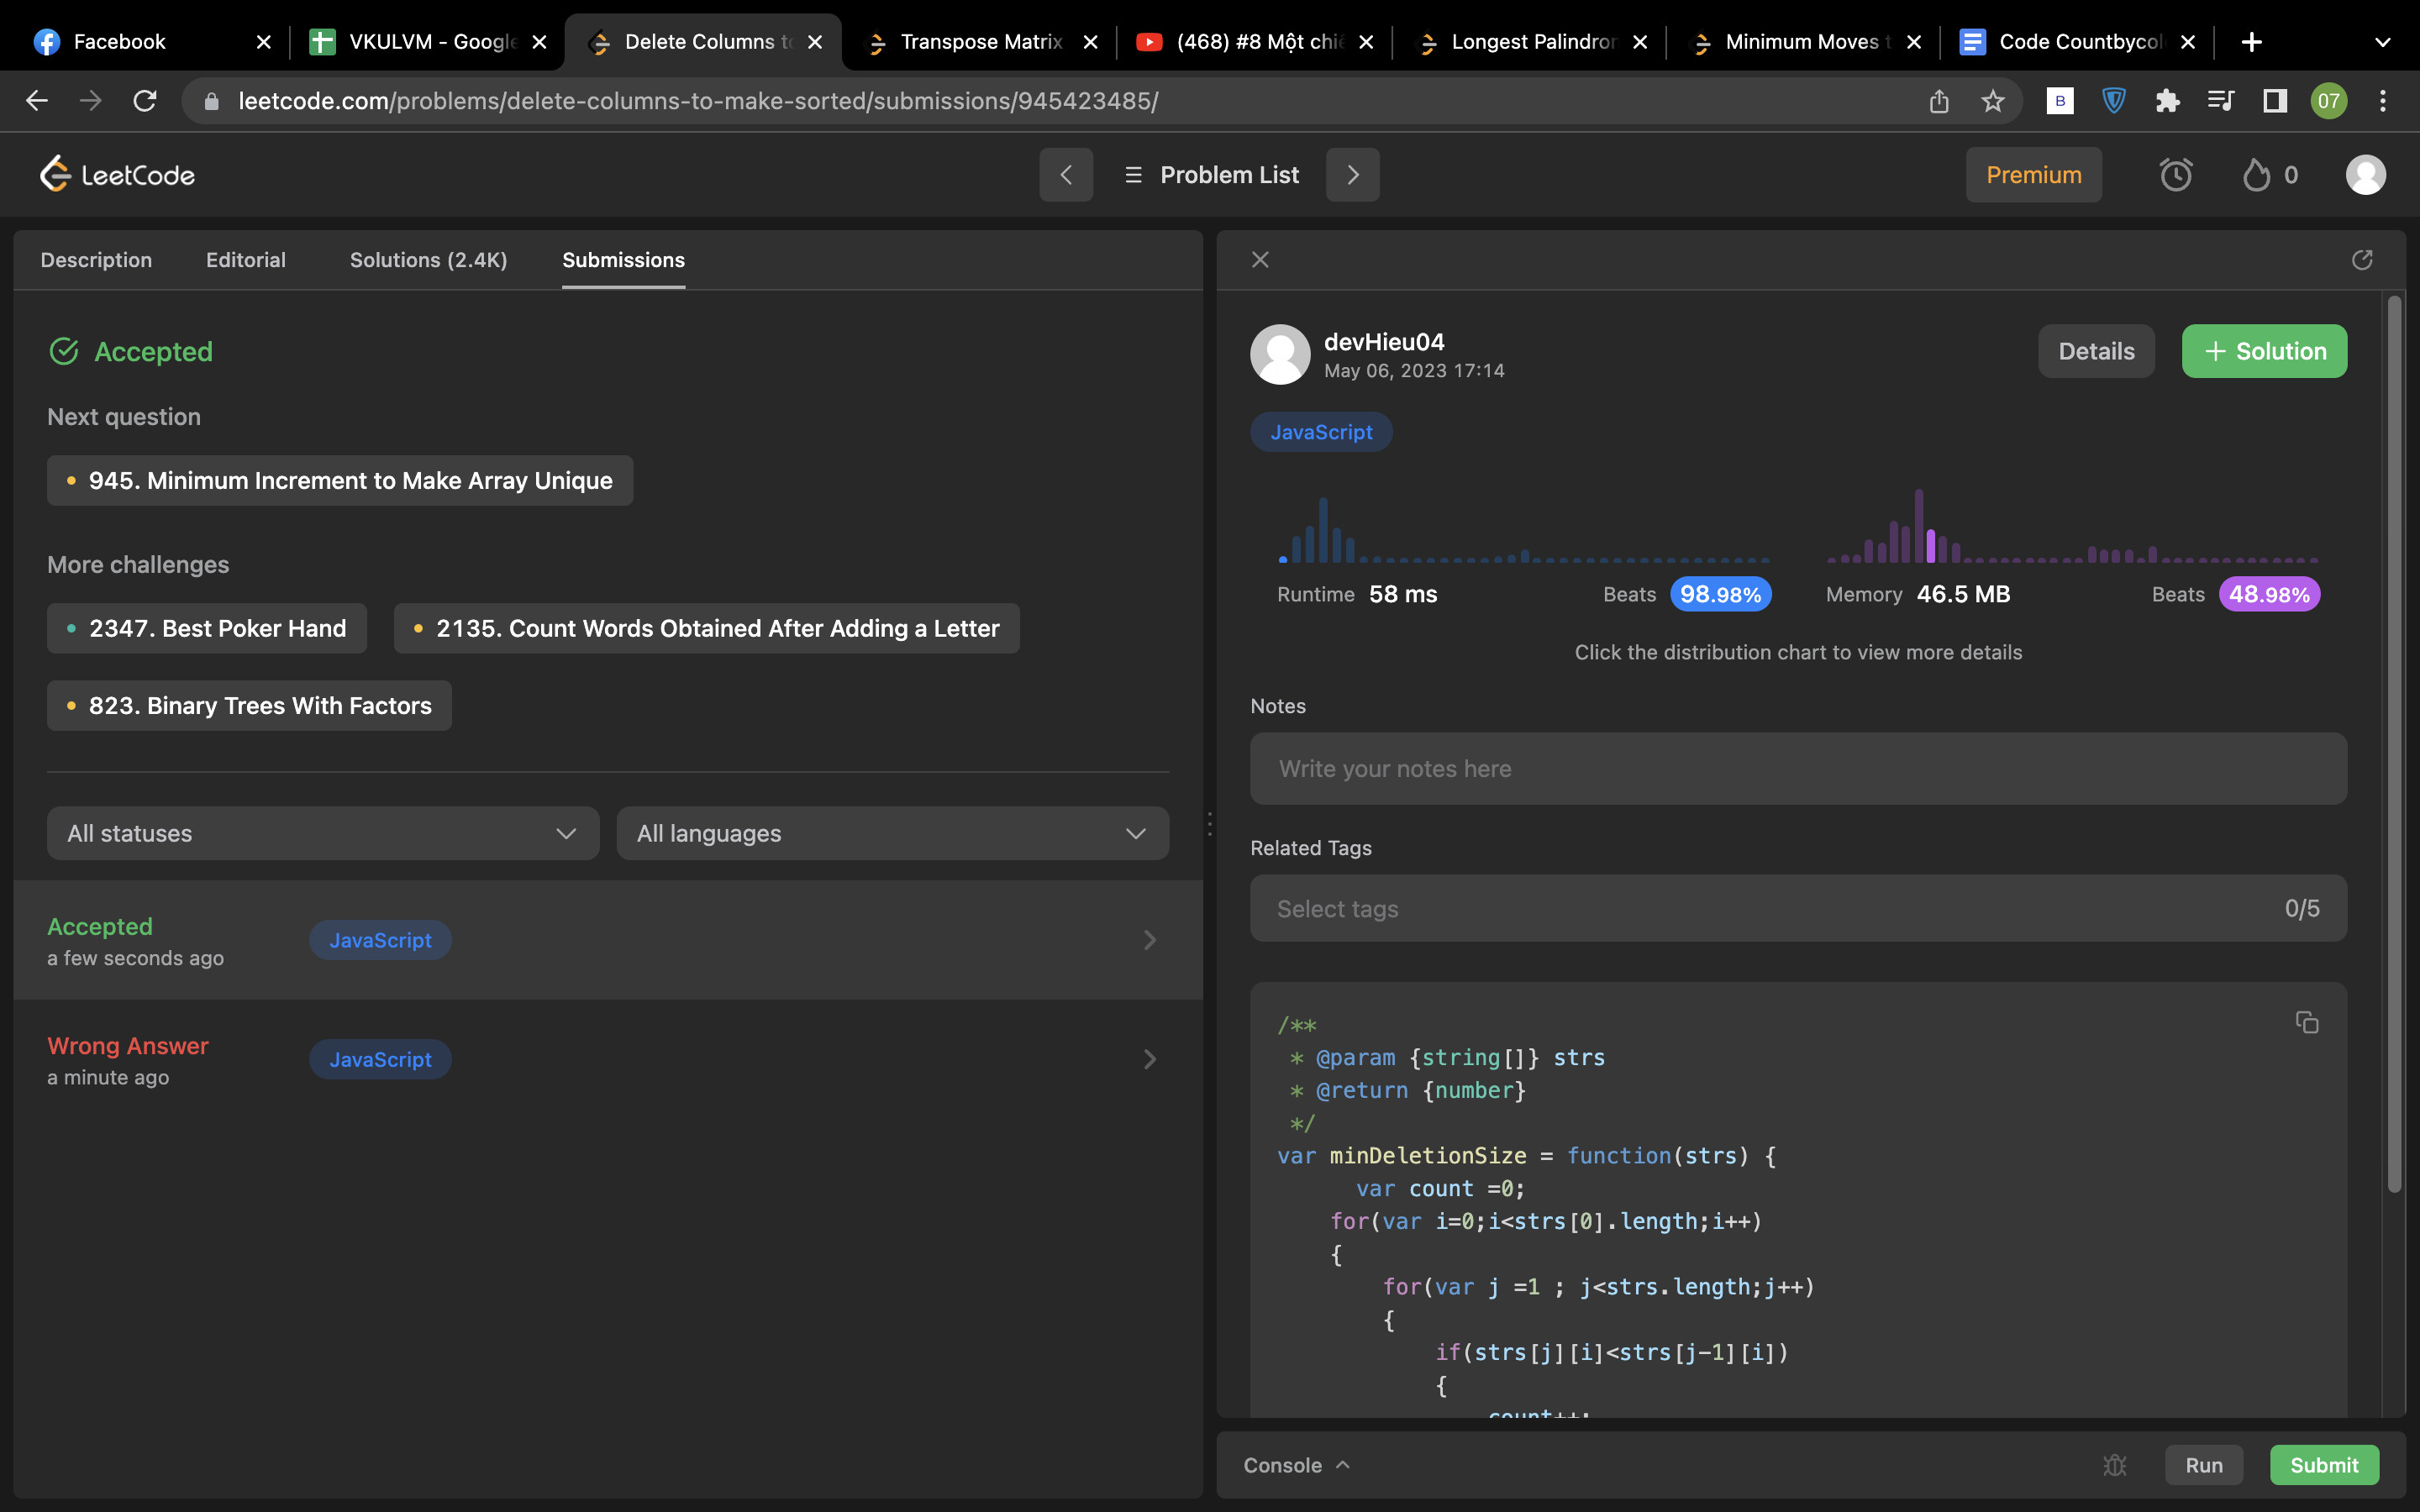 Facebook
VKULVM - Google
Delete Columns to
Transpose Matrix
(468) #8 Một chi
Longest Palindrom
Minimum Moves t
Code Countbycol
leetcode.com/problems/delete-columns-to-make-sorted/submissions/945423485/
B
07
LeetCode
Problem List
Premium
0
Description
Editorial
Solutions (2.4K)
Submissions
Accepted
Next question
945. Minimum Increment to Make Array Unique
More challenges
2347. Best Poker Hand
2135. Count Words Obtained After Adding a Letter
823. Binary Trees With Factors
All statuses
All languages
Accepted
a few seconds ago
JavaScript
Wrong Answer
a minute ago
JavaScript
devHieu04
May 06, 2023 17:14
Details
Solution
JavaScript
Runtime 58 ms
Beats 98.98%
Memory 46.5 MB
Beats 48.98%
Click the distribution chart to view more details
Notes
Write your notes here
Related Tags
Select tags
0/5
/**
 * @param {string[]} strs
 * @return {number}
 */
var minDeletionSize = function(strs) {
      var count =0;
    for(var i=0;i<strs[0].length;i++)
    {
        for(var j =1 ; j<strs.length;j++)
        {
            if(strs[j][i]<strs[j-1][i])
            {
                count++;
Console
Run
Submit